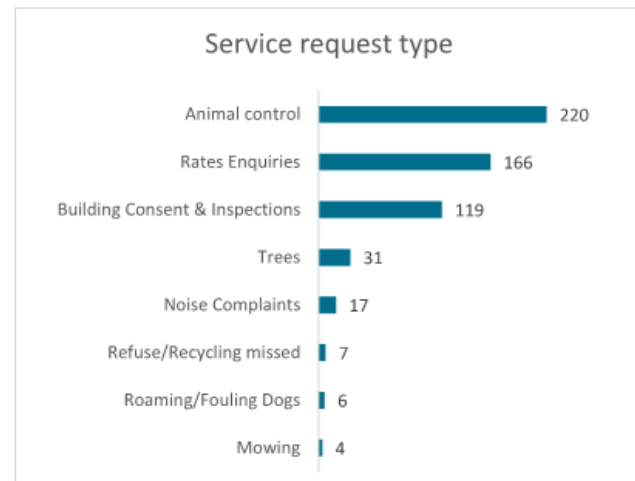 Service request type
Animal control 220
Rates Enquiries 166
Building Consent & Inspections 119
Trees 31
Noise Complaints 17
Refuse/Recycling missed 7
Roaming/Fouling Dogs 6
Mowing 4